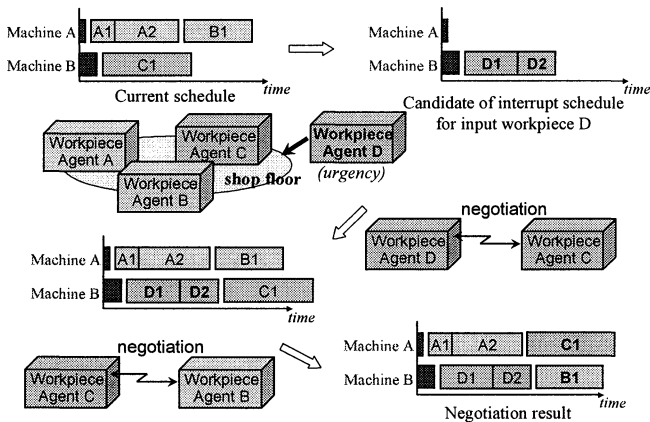 Machine A
A1
A2
B1
Machine B
C1
time
Current schedule
Machine A
Machine B
D1
D2
time
Candidate of interrupt schedule
for input workpiece D
Workpiece
Agent A
Workpiece
Agent C
Workpiece
Agent B
shop floor
Workpiece
Agent D
(urgency)
negotiation
Workpiece
Agent D
Workpiece
Agent C
Machine A
A1
A2
B1
Machine B
D1
D2
C1
time
negotiation
Workpiece
Agent C
Workpiece
Agent B
Machine A
A1
A2
C1
Machine B
D1
D2
B1
time
Negotiation result